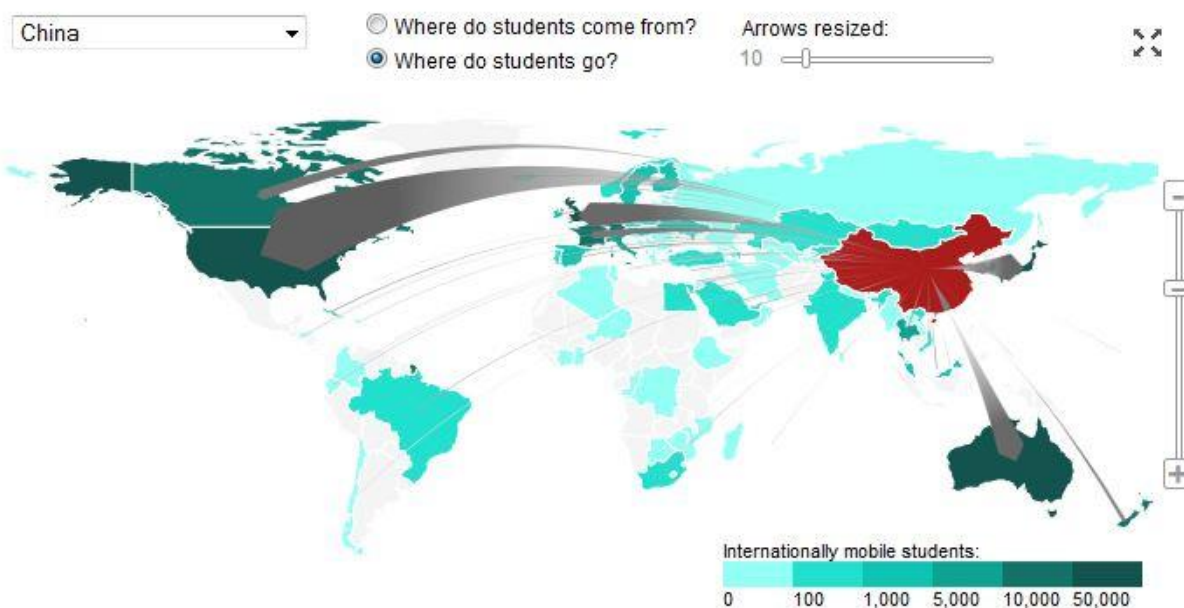 China
Where do students come from?
Where do students go?
Arrows resized:
10
Internationally mobile students:
0 100 1,000 5,000 10,000 50,000